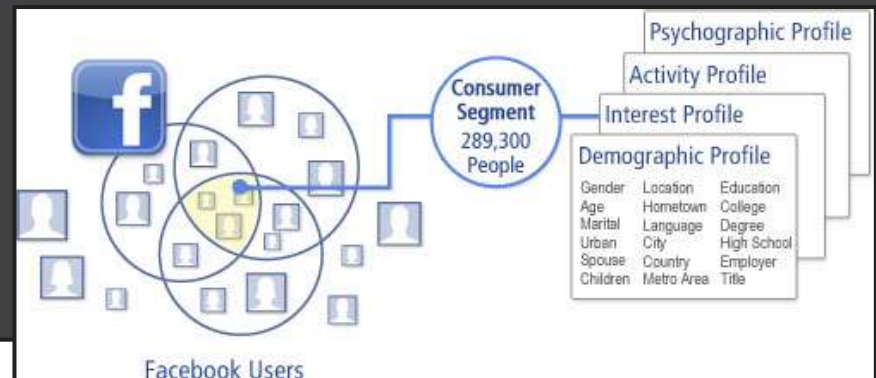 f
Facebook Users
Consumer
Segment
289,300
People
Psychographic Profile
Activity Profile
Interest Profile
Demographic Profile
Gender Location Education
Age Hometown College
Marital Language Degree
Urban City High School
Spouse Country Employer
Children Metro Area Title